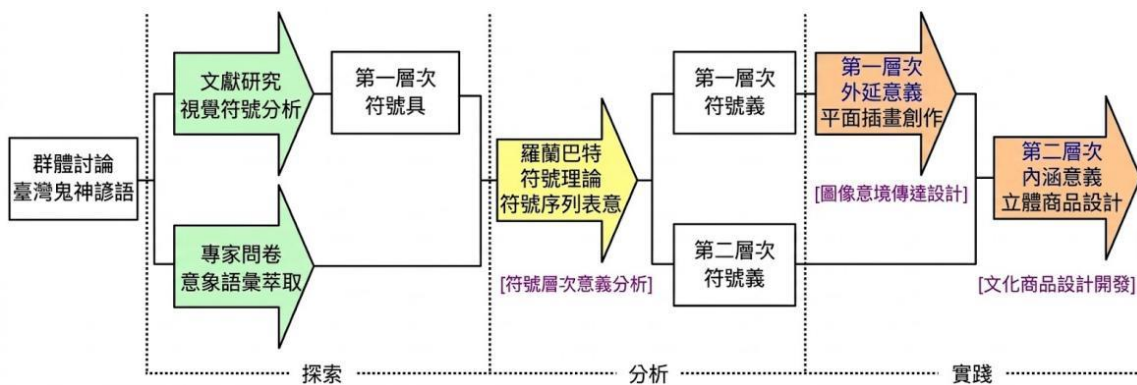 群體討論
臺灣鬼神諺語
文獻研究
視覺符號分析
第一層次
符號具
專家問卷
意象語彙萃取
羅蘭巴特
符號理論
符號序列表意
[符號層次意義分析]
第一層次
符號義
第二層次
符號義
第一層次
外延意義
平面插畫創作
[圖像意境傳達設計]
第二層次
內涵意義
立體商品設計
[文化商品設計開發]
探索
分析
實踐